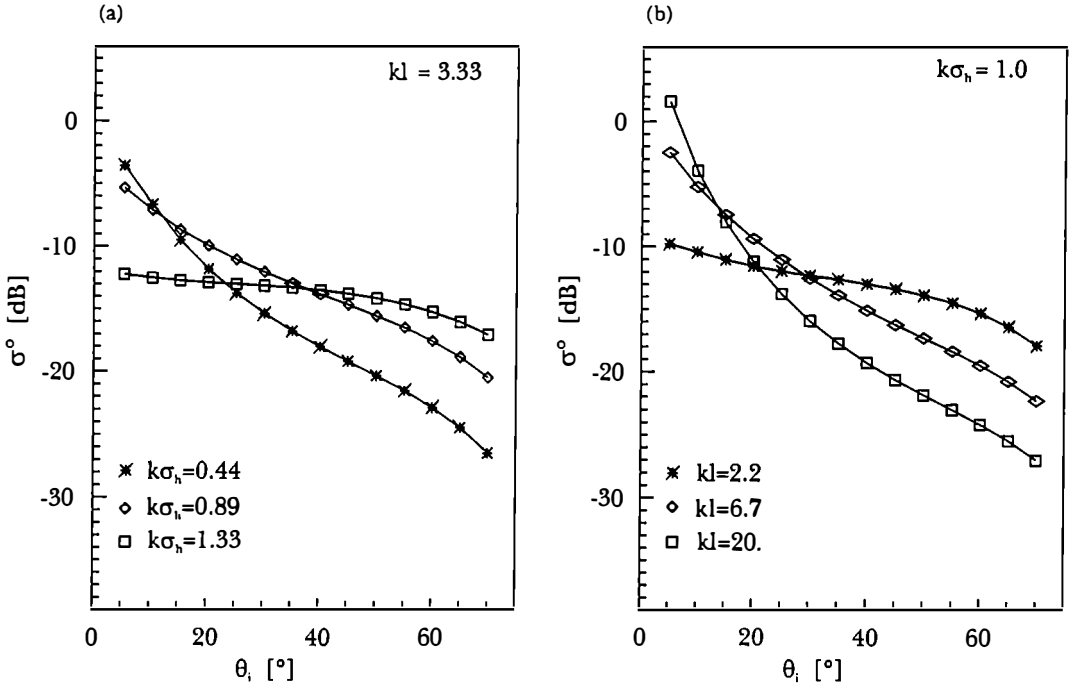 (a)
kl = 3.33
0
-10
-20
-30
σ° [dB]
kσₕ=0.44
kσₕ=0.89
kσₕ=1.33
0 20 40 60
θᵢ [°]
(b)
kσₕ= 1.0
0
-10
-20
-30
σ° [dB]
kl=2.2
kl=6.7
kl=20.
0 20 40 60
θᵢ [°]